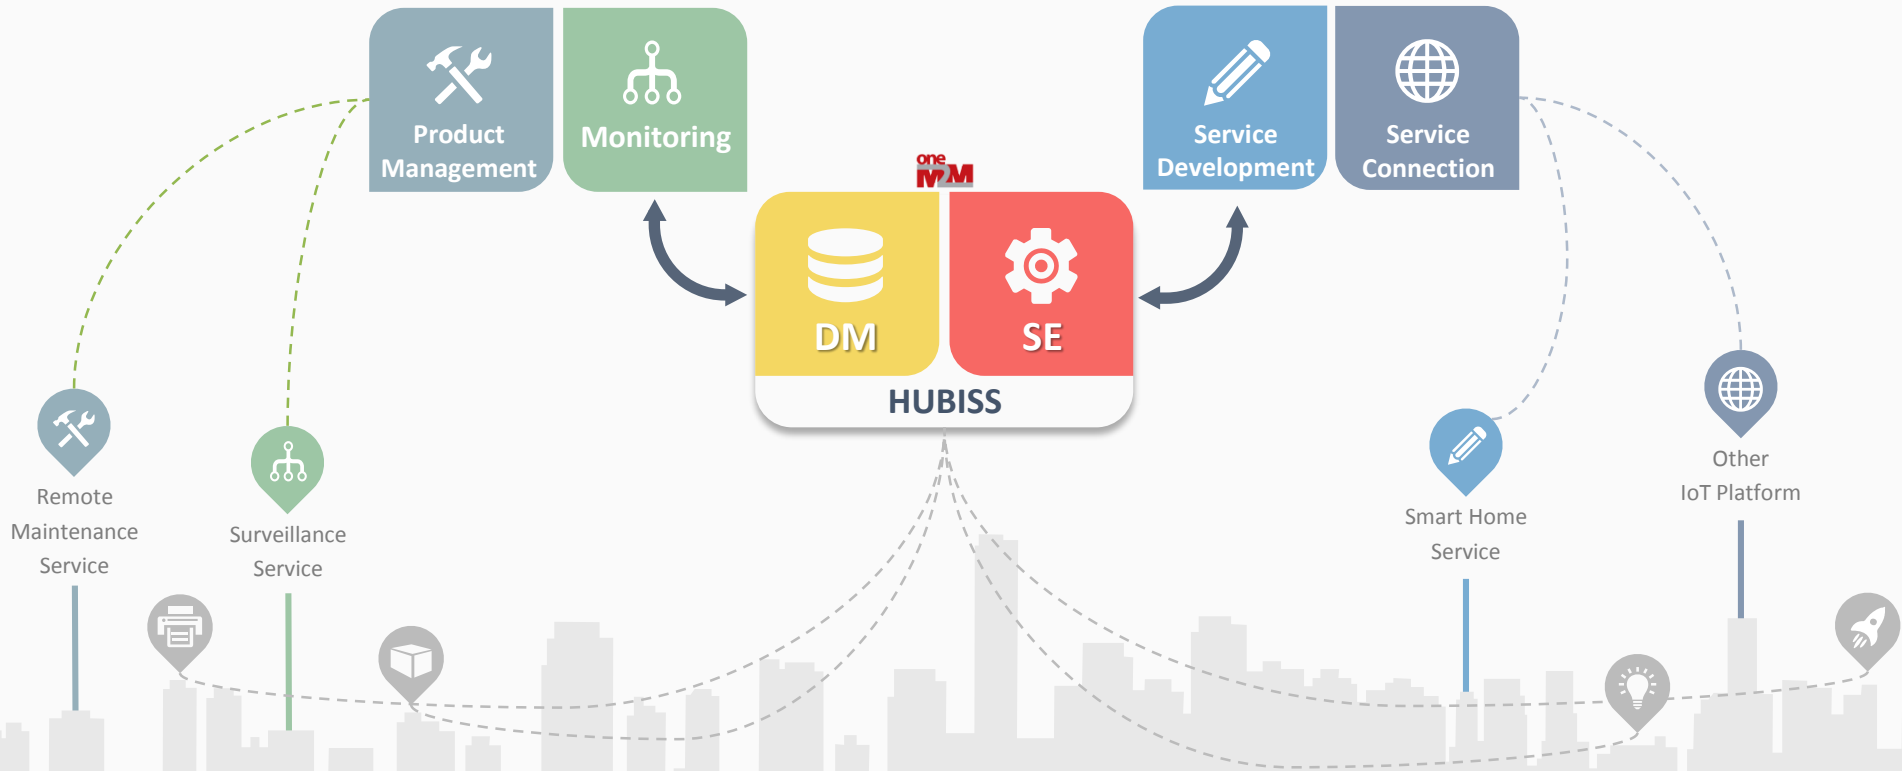 Product
Management
Monitoring
Service
Development
Service
Connection
one
M2M
DM
SE
HUBISS
Remote
Maintenance
Service
Surveillance
Service
Smart Home
Service
Other
IoT Platform